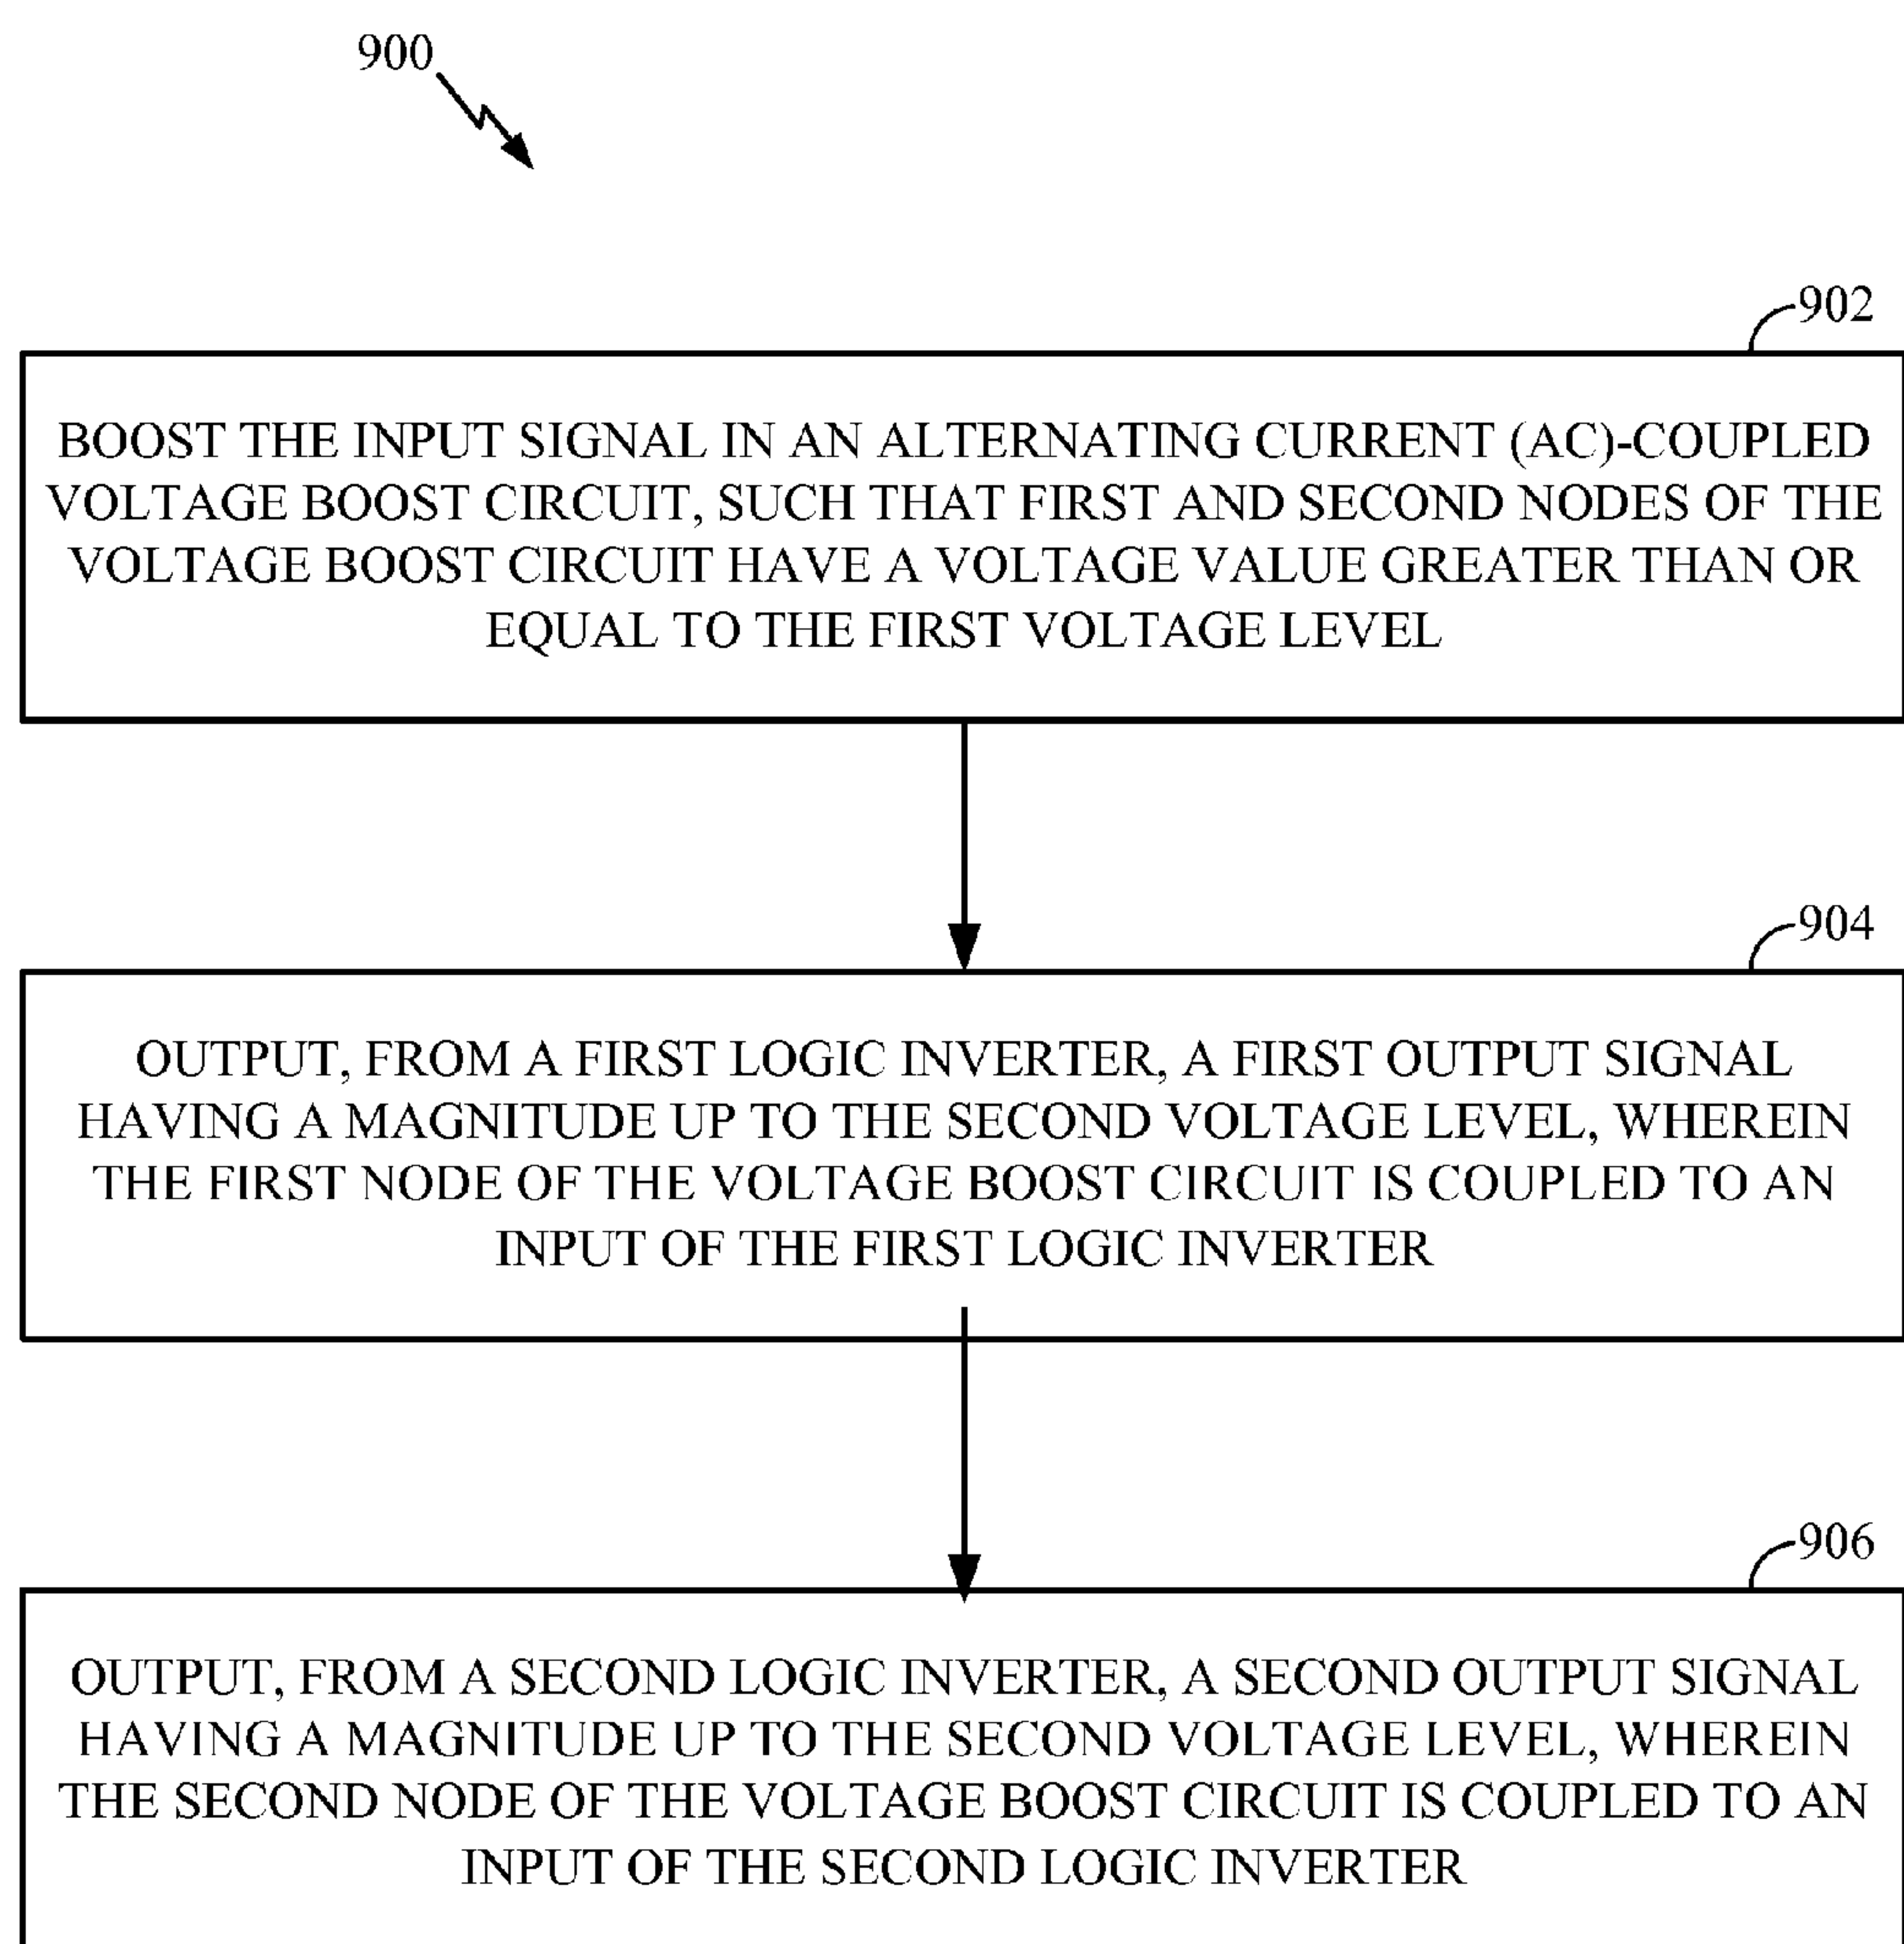 900
902
BOOST THE INPUT SIGNAL IN AN ALTERNATING CURRENT (AC)-COUPLED
VOLTAGE BOOST CIRCUIT, SUCH THAT FIRST AND SECOND NODES OF THE
VOLTAGE BOOST CIRCUIT HAVE A VOLTAGE VALUE GREATER THAN OR
EQUAL TO THE FIRST VOLTAGE LEVEL
904
OUTPUT, FROM A FIRST LOGIC INVERTER, A FIRST OUTPUT SIGNAL
HAVING A MAGNITUDE UP TO THE SECOND VOLTAGE LEVEL, WHEREIN
THE FIRST NODE OF THE VOLTAGE BOOST CIRCUIT IS COUPLED TO AN
INPUT OF THE FIRST LOGIC INVERTER
906
OUTPUT, FROM A SECOND LOGIC INVERTER, A SECOND OUTPUT SIGNAL
HAVING A MAGNITUDE UP TO THE SECOND VOLTAGE LEVEL, WHEREIN
THE SECOND NODE OF THE VOLTAGE BOOST CIRCUIT IS COUPLED TO AN
INPUT OF THE SECOND LOGIC INVERTER